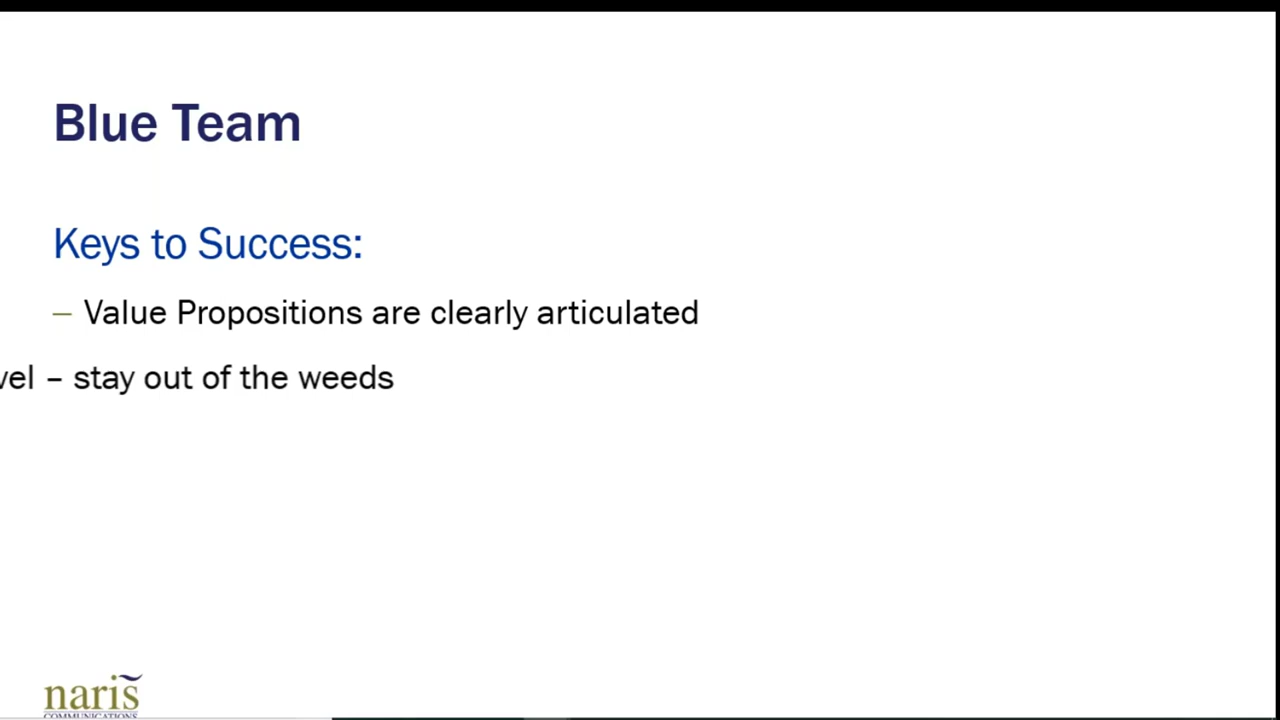 Blue Team
Keys to Success:
– Value Propositions are clearly articulated
vel – stay out of the weeds
naris
COMMUNICATIONS